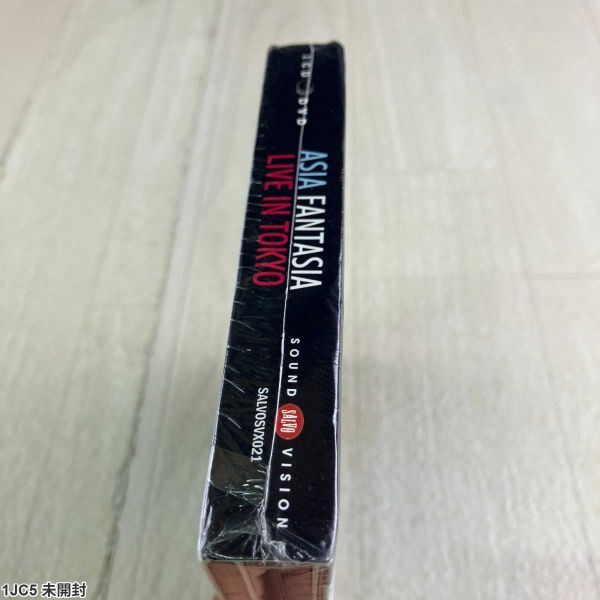 2CD DVD
ASIA FANTASIA
LIVE IN TOKYO
SOUND SALVO VISION
SALVOSVX021
1JC5 未開封